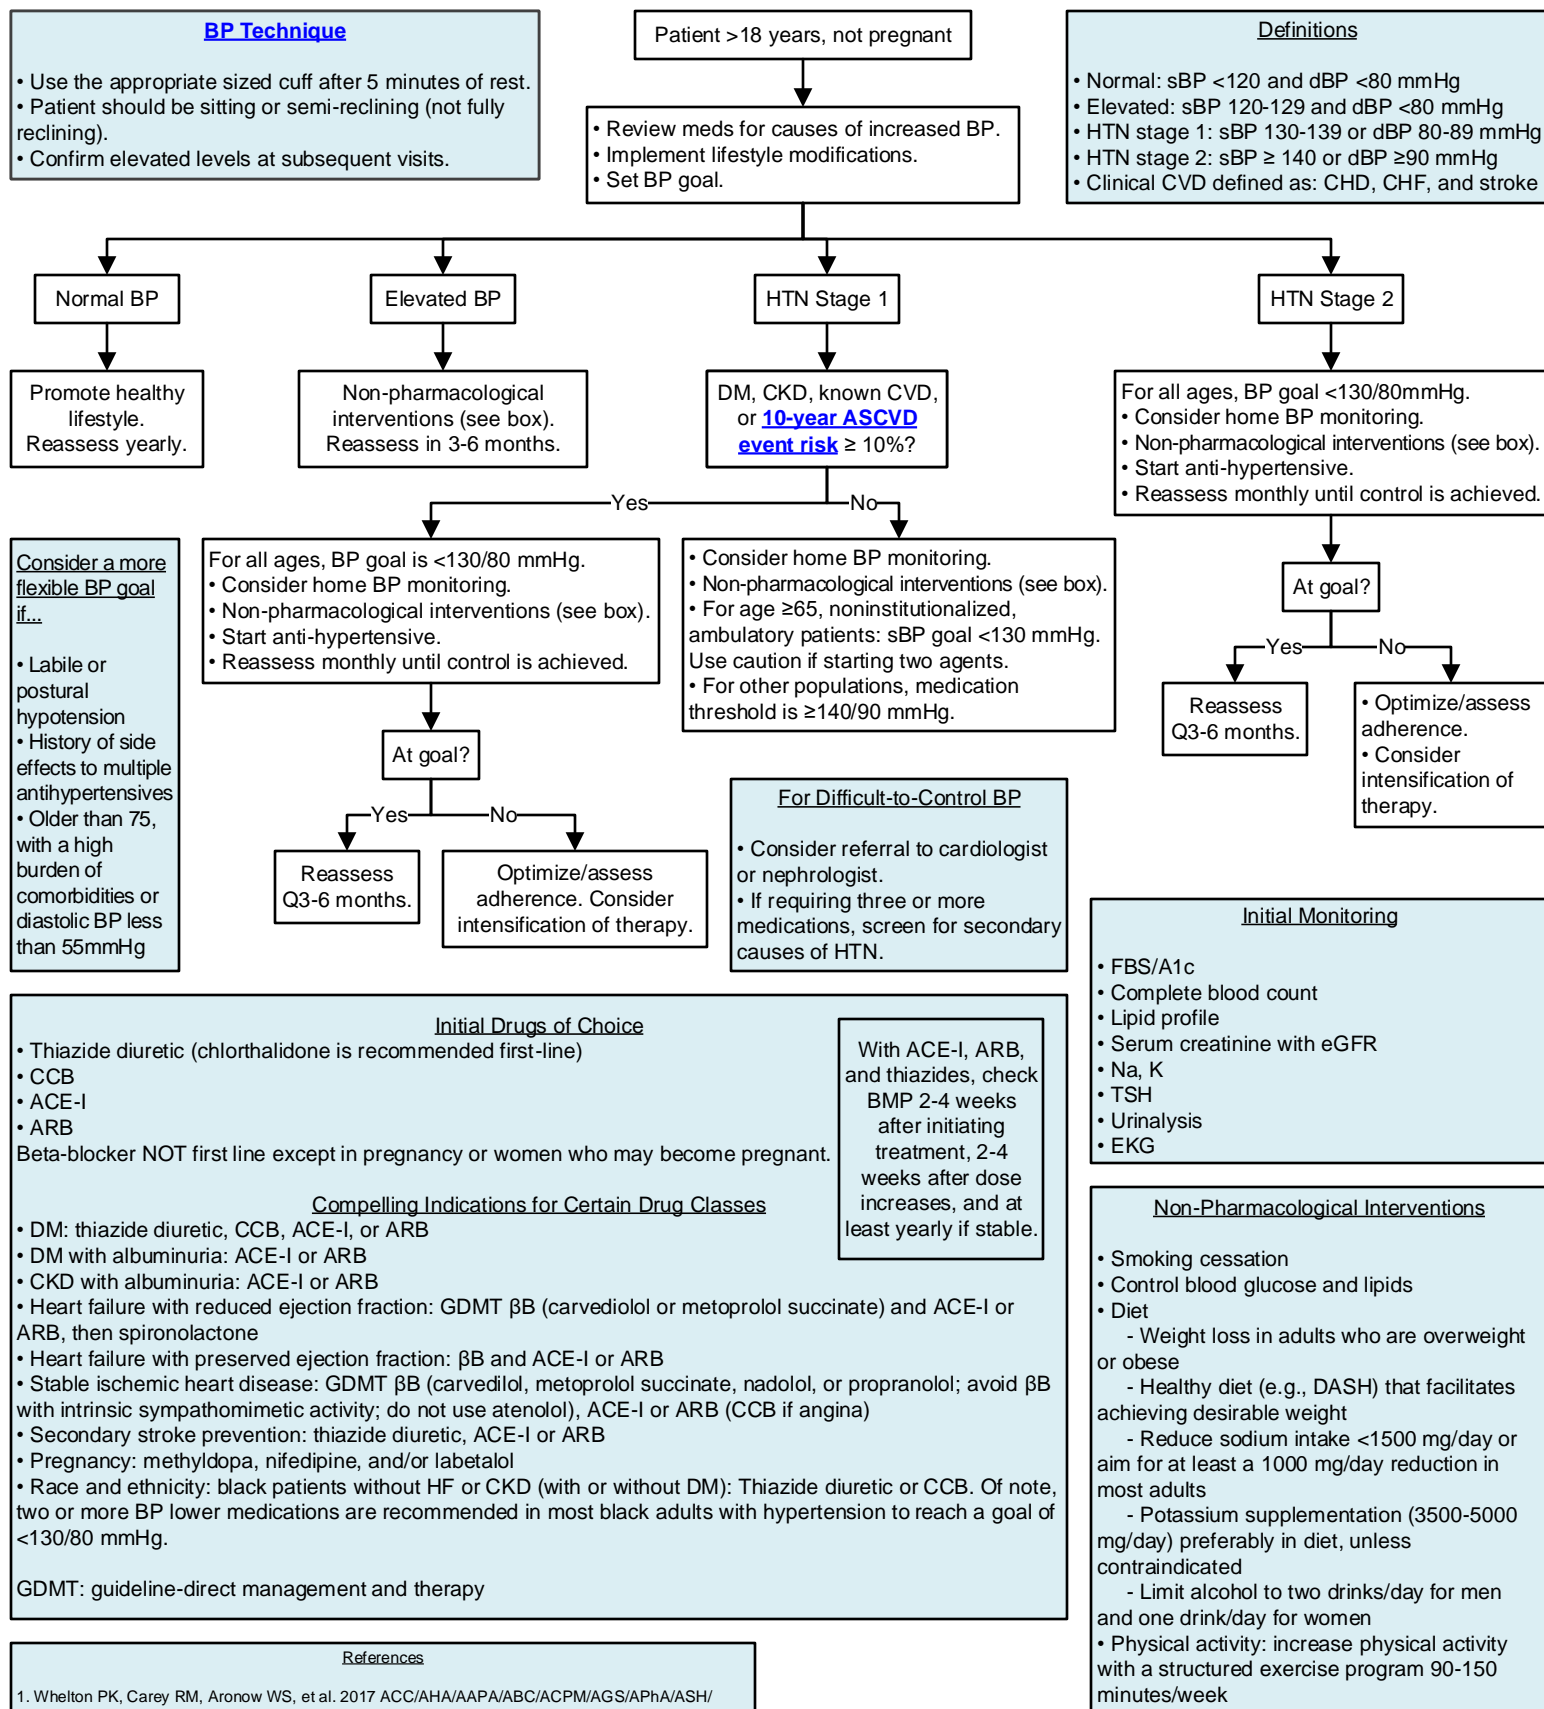 BP Technique
• Use the appropriate sized cuff after 5 minutes of rest.
• Patient should be sitting or semi-reclining (not fully
reclining).
• Confirm elevated levels at subsequent visits.
Patient >18 years, not pregnant
• Review meds for causes of increased BP.
• Implement lifestyle modifications.
• Set BP goal.
Definitions
• Normal: sBP <120 and dBP <80 mmHg
• Elevated: sBP 120-129 and dBP <80 mmHg
• HTN stage 1: sBP 130-139 or dBP 80-89 mmHg
• HTN stage 2: sBP ≥ 140 or dBP ≥90 mmHg
• Clinical CVD defined as: CHD, CHF, and stroke
Normal BP
Elevated BP
HTN Stage 1
HTN Stage 2
Promote healthy
lifestyle.
Reassess yearly.
Non-pharmacological
interventions (see box).
Reassess in 3-6 months.
DM, CKD, known CVD,
or 10-year ASCVD
event risk ≥ 10%?
For all ages, BP goal <130/80mmHg.
• Consider home BP monitoring.
• Non-pharmacological interventions (see box).
• Start anti-hypertensive.
• Reassess monthly until control is achieved.
Yes
No
Consider a more
flexible BP goal
if...
• Labile or
postural
hypotension
• History of side
effects to multiple
antihypertensives
• Older than 75,
with a high
burden of
comorbidities or
diastolic BP less
than 55mmHg
For all ages, BP goal is <130/80 mmHg.
• Consider home BP monitoring.
• Non-pharmacological interventions (see box).
• Start anti-hypertensive.
• Reassess monthly until control is achieved.
• Consider home BP monitoring.
• Non-pharmacological interventions (see box).
• For age ≥65, noninstitutionalized,
ambulatory patients: sBP goal <130 mmHg.
Use caution if starting two agents.
• For other populations, medication
threshold is ≥140/90 mmHg.
At goal?
Yes
No
Reassess
Q3-6 months.
• Optimize/assess
adherence.
• Consider
intensification of
therapy.
At goal?
Yes
No
Reassess
Q3-6 months.
Optimize/assess
adherence. Consider
intensification of therapy.
For Difficult-to-Control BP
• Consider referral to cardiologist
or nephrologist.
• If requiring three or more
medications, screen for secondary
causes of HTN.
Initial Monitoring
• FBS/A1c
• Complete blood count
• Lipid profile
• Serum creatinine with eGFR
• Na, K
• TSH
• Urinalysis
• EKG
Initial Drugs of Choice
• Thiazide diuretic (chlorthalidone is recommended first-line)
• CCB
• ACE-I
• ARB
Beta-blocker NOT first line except in pregnancy or women who may become pregnant.
With ACE-I, ARB,
and thiazides, check
BMP 2-4 weeks
after initiating
treatment, 2-4
weeks after dose
increases, and at
least yearly if stable.
Compelling Indications for Certain Drug Classes
• DM: thiazide diuretic, CCB, ACE-I, or ARB
• DM with albuminuria: ACE-I or ARB
• CKD with albuminuria: ACE-I or ARB
• Heart failure with reduced ejection fraction: GDMT βB (carvediolol or metoprolol succinate) and ACE-I or
ARB, then spironolactone
• Heart failure with preserved ejection fraction: βB and ACE-I or ARB
• Stable ischemic heart disease: GDMT βB (carvedilol, metoprolol succinate, nadolol, or propranolol; avoid βB
with intrinsic sympathomimetic activity; do not use atenolol), ACE-I or ARB (CCB if angina)
• Secondary stroke prevention: thiazide diuretic, ACE-I or ARB
• Pregnancy: methyldopa, nifedipine, and/or labetalol
• Race and ethnicity: black patients without HF or CKD (with or without DM): Thiazide diuretic or CCB. Of note,
two or more BP lower medications are recommended in most black adults with hypertension to reach a goal of
<130/80 mmHg.
GDMT: guideline-direct management and therapy
Non-Pharmacological Interventions
• Smoking cessation
• Control blood glucose and lipids
• Diet
- Weight loss in adults who are overweight
or obese
- Healthy diet (e.g., DASH) that facilitates
achieving desirable weight
- Reduce sodium intake <1500 mg/day or
aim for at least a 1000 mg/day reduction in
most adults
- Potassium supplementation (3500-5000
mg/day) preferably in diet, unless
contraindicated
- Limit alcohol to two drinks/day for men
and one drink/day for women
• Physical activity: increase physical activity
with a structured exercise program 90-150
minutes/week
References
1. Whelton PK, Carey RM, Aronow WS, et al. 2017 ACC/AHA/AAPA/ABC/ACPM/AGS/APhA/ASH/